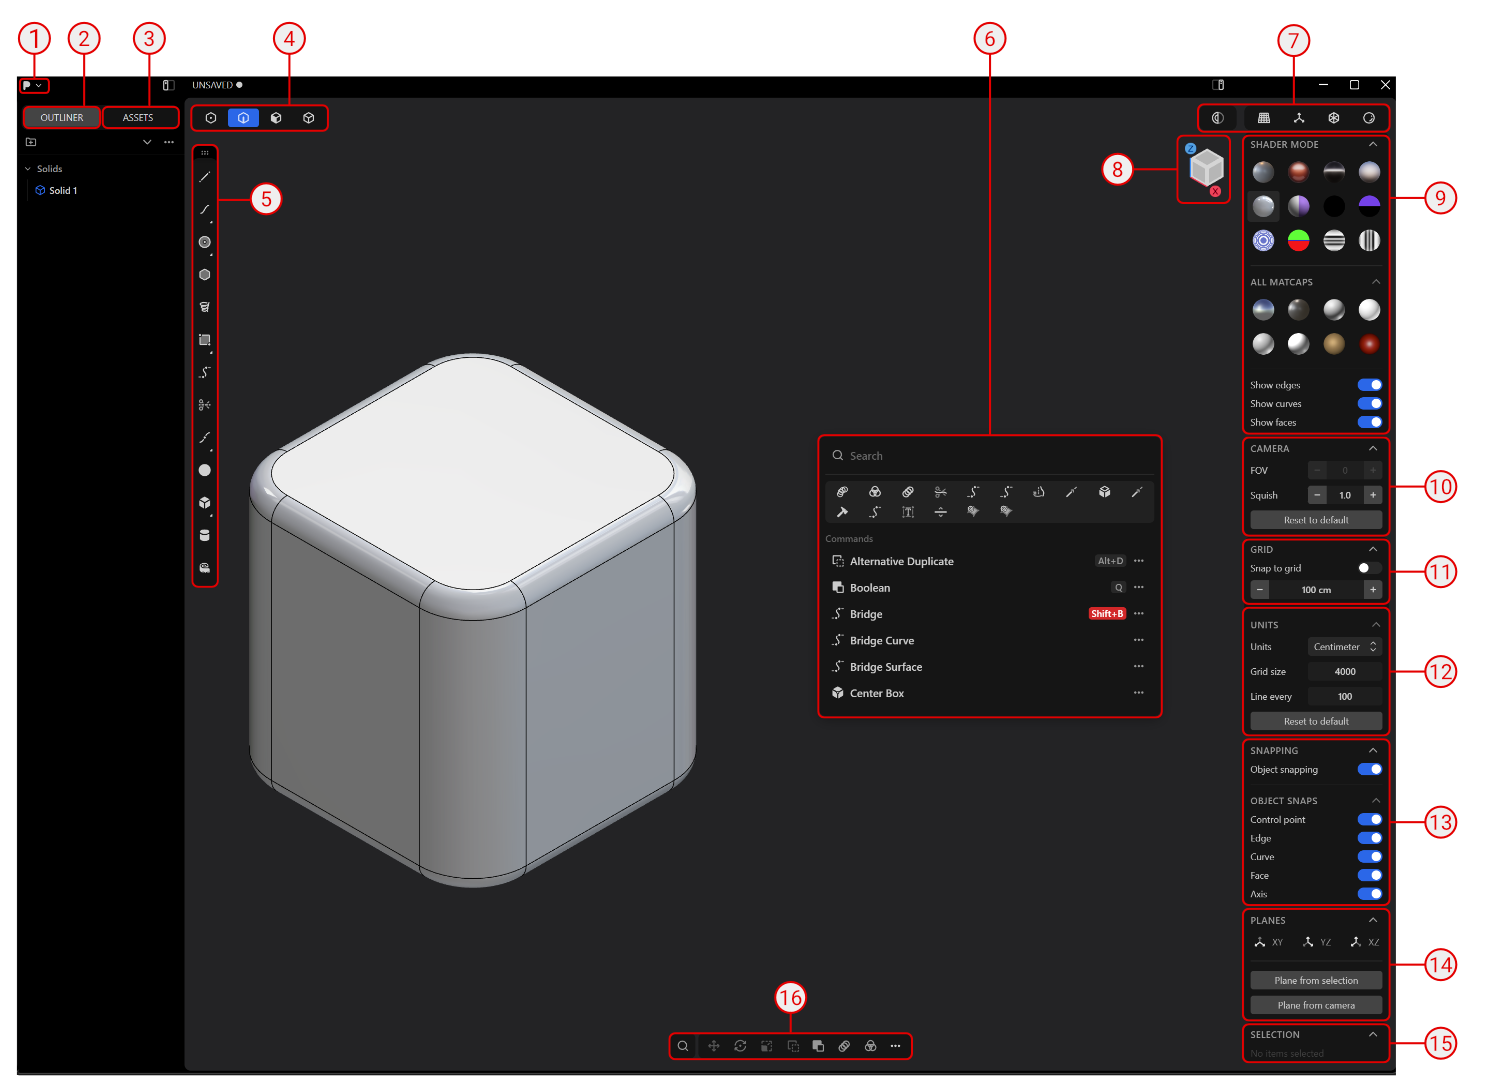 1
2
3
4
6
7
UNSAVED
OUTLINER
ASSETS
Solids
Solid 1
5
8
Z
X
SHADER MODE
9
ALL MATCAPS
Show edges
Show curves
Show faces
Search
Commands
Alternative Duplicate Alt+D
Boolean Q
Bridge Shift+B
Bridge Curve
Bridge Surface
Center Box
CAMERA
FOV − 0 +
Squish − 1.0 +
Reset to default
10
GRID
Snap to grid
− 100 cm +
11
UNITS
Units Centimeter
Grid size 4000
Line every 100
Reset to default
12
SNAPPING
Object snapping
OBJECT SNAPS
Control point
Edge
Curve
Face
Axis
13
PLANES
XY YZ XZ
Plane from selection
Plane from camera
14
SELECTION
No items selected
15
16